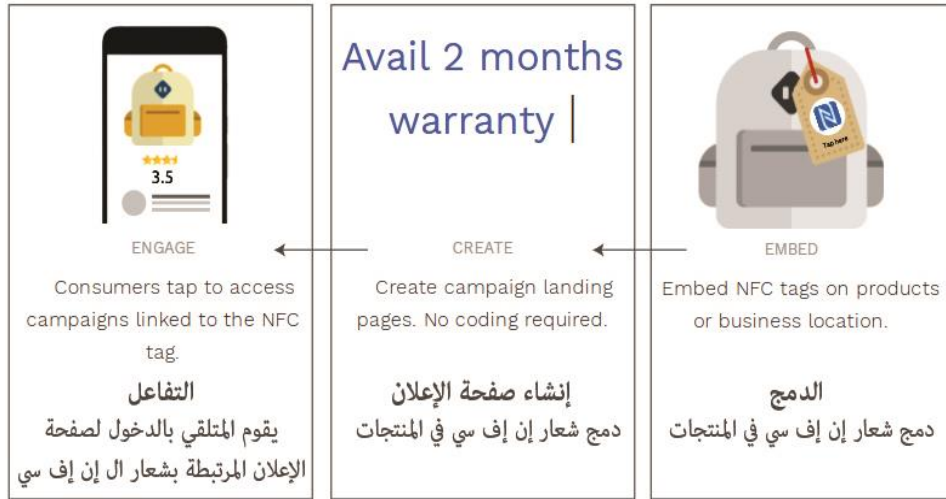 3.5
ENGAGE
Consumers tap to access
campaigns linked to the NFC
tag.
التفاعل
يقوم المتلقي بالدخول لصفحة
الإعلان المرتبطة بشعار ال إن إف سي
Avail 2 months
warranty
CREATE
Create campaign landing
pages. No coding required.
إنشاء صفحة الإعلان
دمج شعار إن إف سي في المنتجات
Tap here
EMBED
Embed NFC tags on products
or business location.
الدمج
دمج شعار إن إف سي في المنتجات